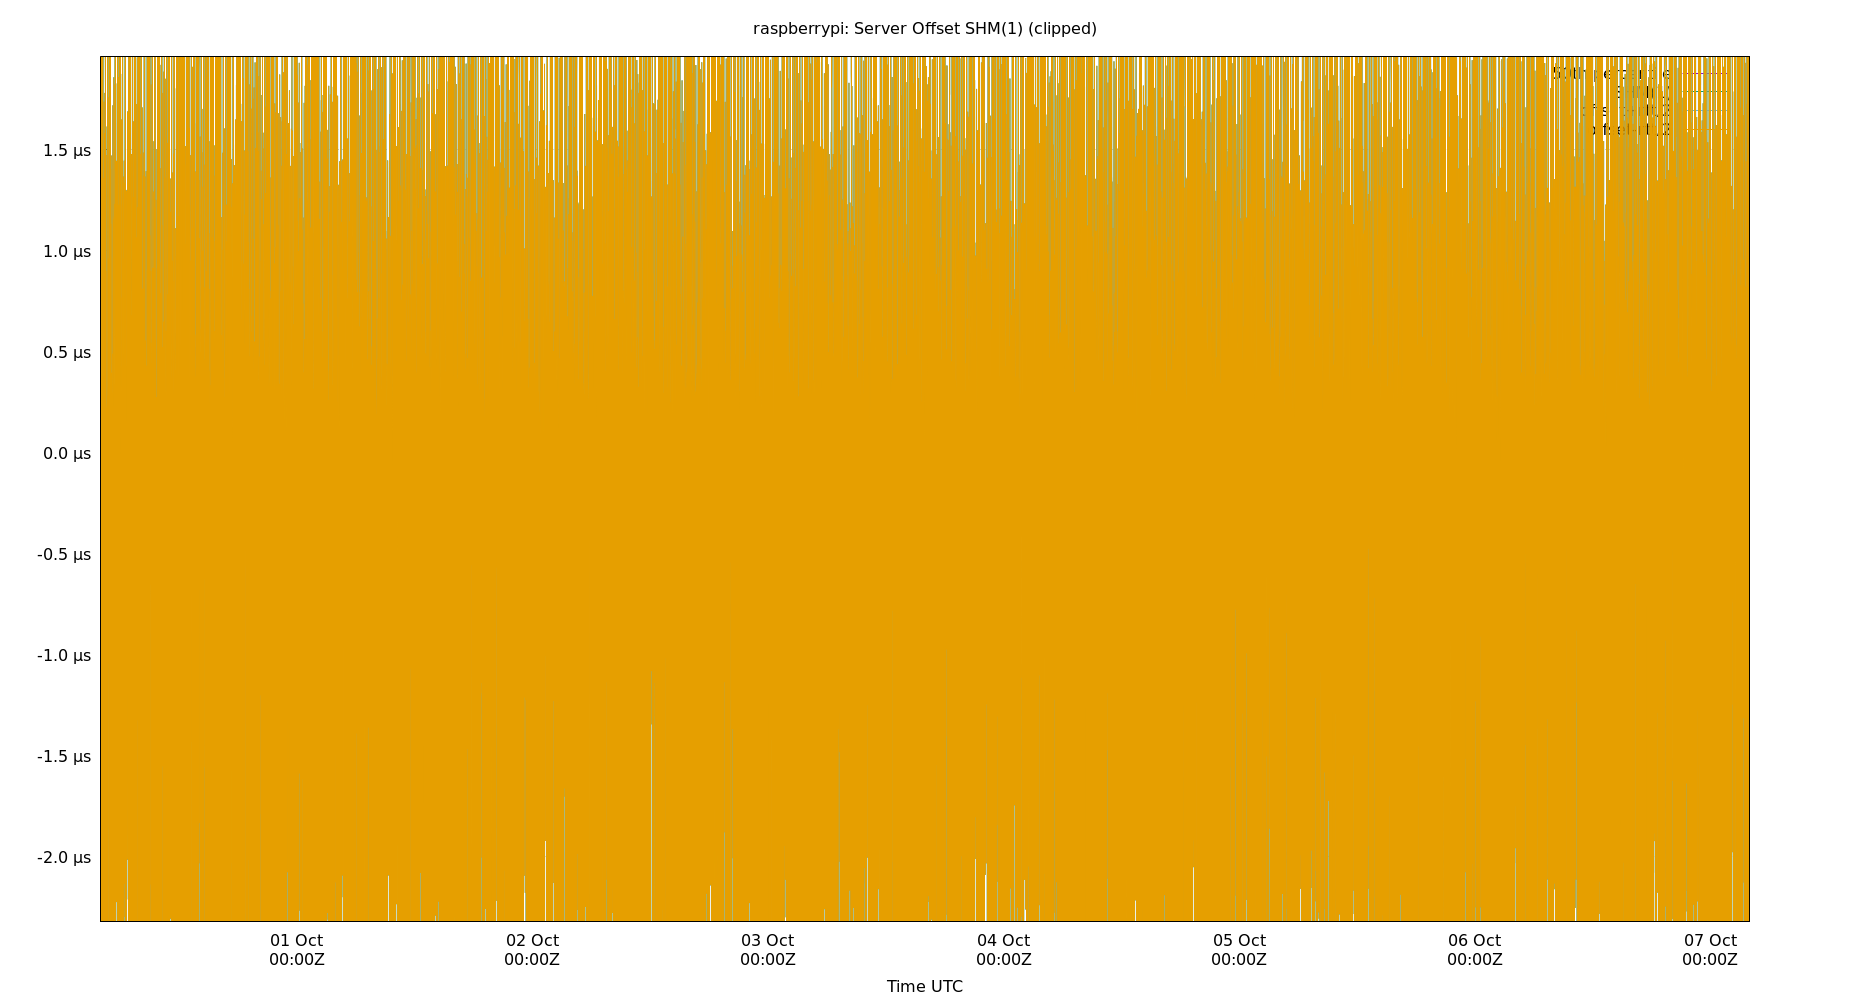 raspberrypi: Server Offset SHM(1) (clipped)
1.5 µs
1.0 µs
0.5 µs
0.0 µs
-0.5 µs
-1.0 µs
-1.5 µs
-2.0 µs
01 Oct 02 Oct 03 Oct 04 Oct 05 Oct 06 Oct 07 Oct
00:00Z 00:00Z 00:00Z 00:00Z 00:00Z 00:00Z 00:00Z
Time UTC